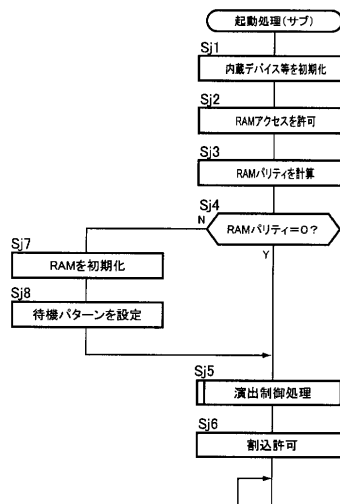 起動処理(サブ)
Sj1
内蔵デバイス等を初期化
Sj2
RAMアクセスを許可
Sj3
RAMパリティを計算
Sj4
N
RAMパリティ=0?
Y
Sj7
RAMを初期化
Sj8
待機パターンを設定
Sj5
演出制御処理
Sj6
割込許可